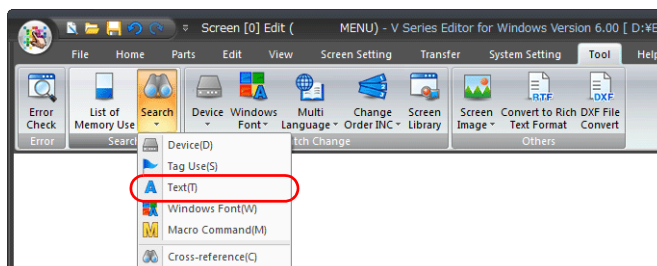 Screen [0] Edit ( MENU) - V Series Editor for Windows Version 6.00 [ D:¥E
File Home Parts Edit View Screen Setting Transfer System Setting Tool Help
Error Check
List of Memory Use
Search
Device
Windows Font
Multi Language
Change Order INC
Screen Library
Screen Image
RTF
Convert to Rich Text Format
DXF
DXF File Convert
Error
Search
tch Change
Others
Device(D)
Tag Use(S)
Text(T)
Windows Font(W)
Macro Command(M)
Cross-reference(C)